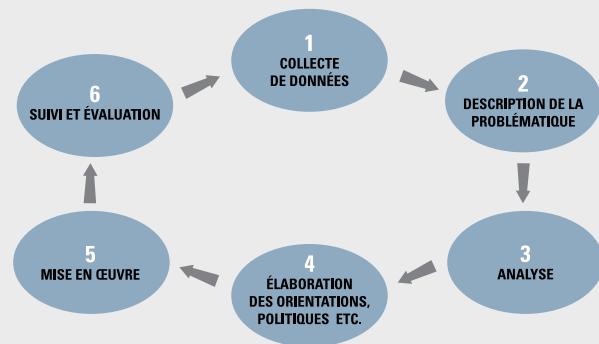 1
COLLECTE
DE DONNÉES
2
DESCRIPTION DE LA
PROBLÉMATIQUE
3
ANALYSE
4
ÉLABORATION
DES ORIENTATIONS,
POLITIQUES ETC.
5
MISE EN ŒUVRE
6
SUIVI ET ÉVALUATION